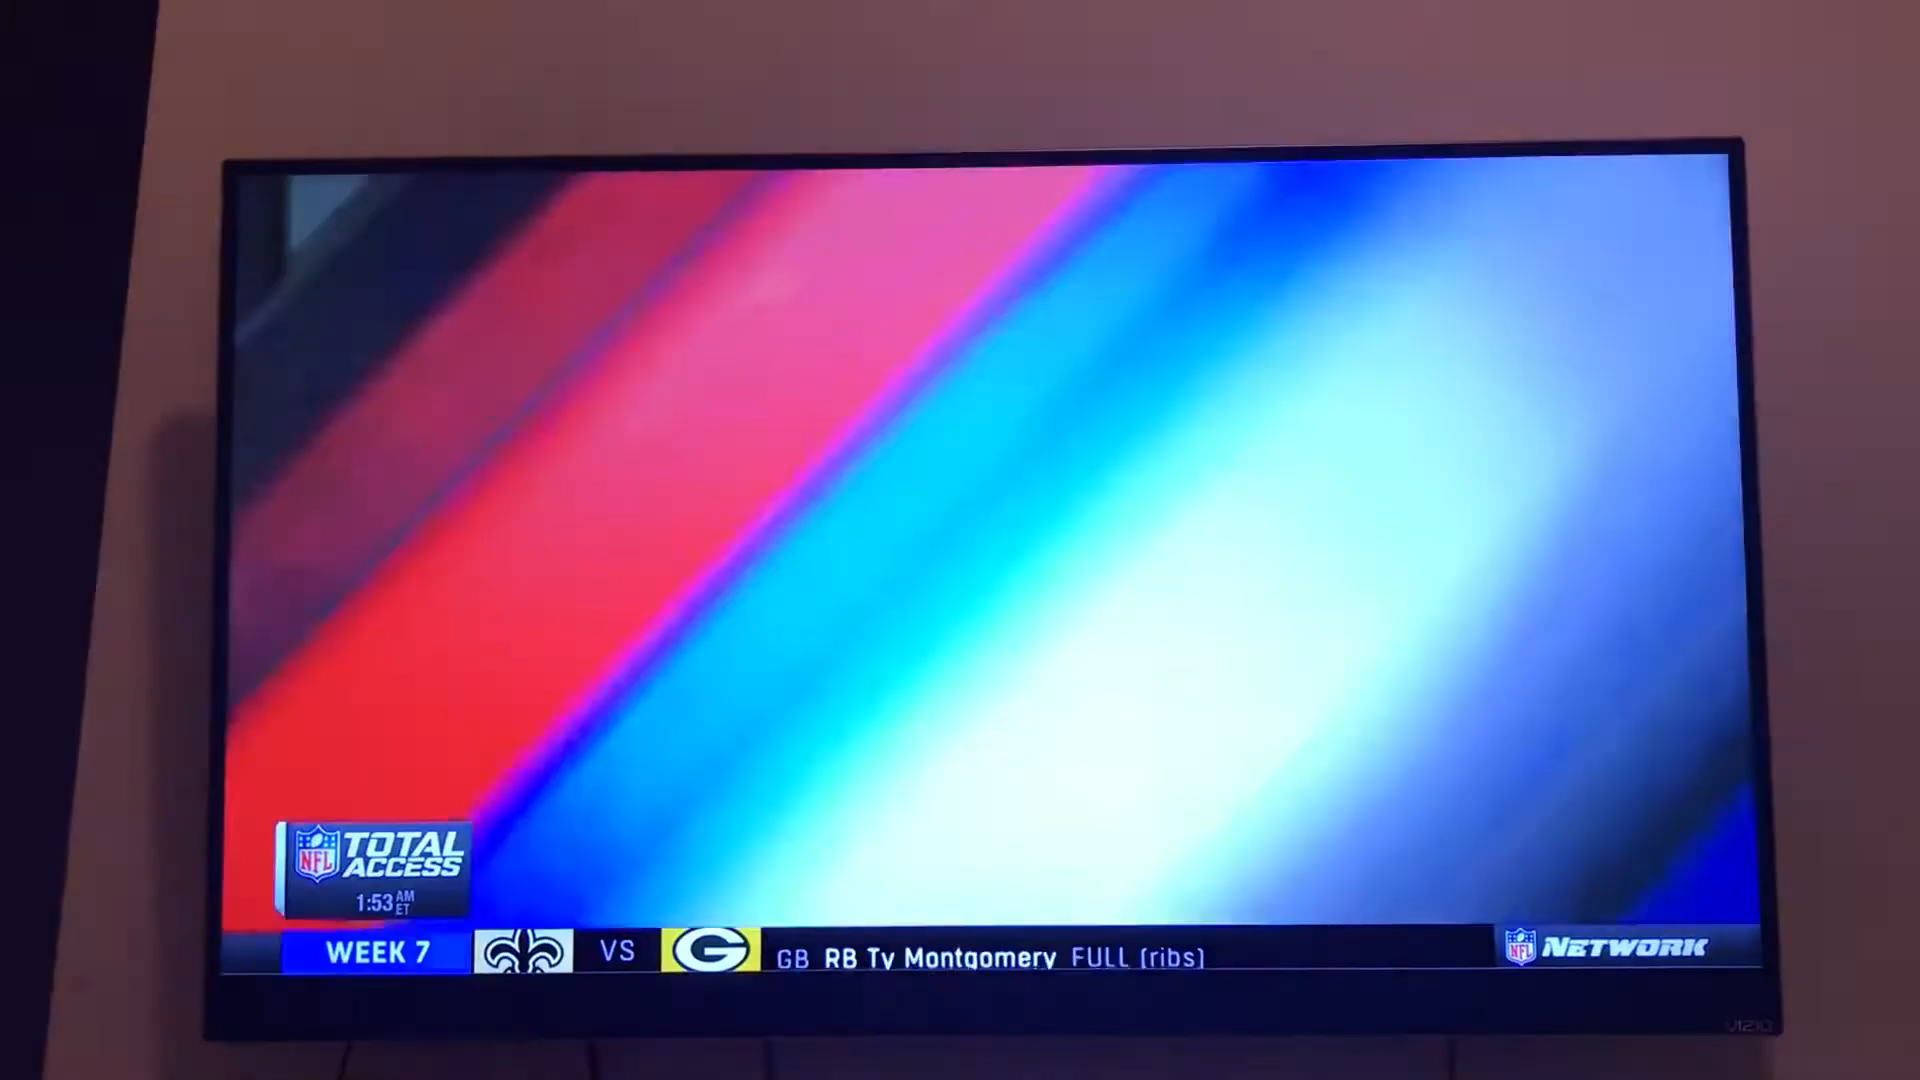 NFL TOTAL ACCESS
1:53 AM ET
WEEK 7 VS G GB RB Ty Montgomery FULL (ribs) NFL NETWORK
VIZIO